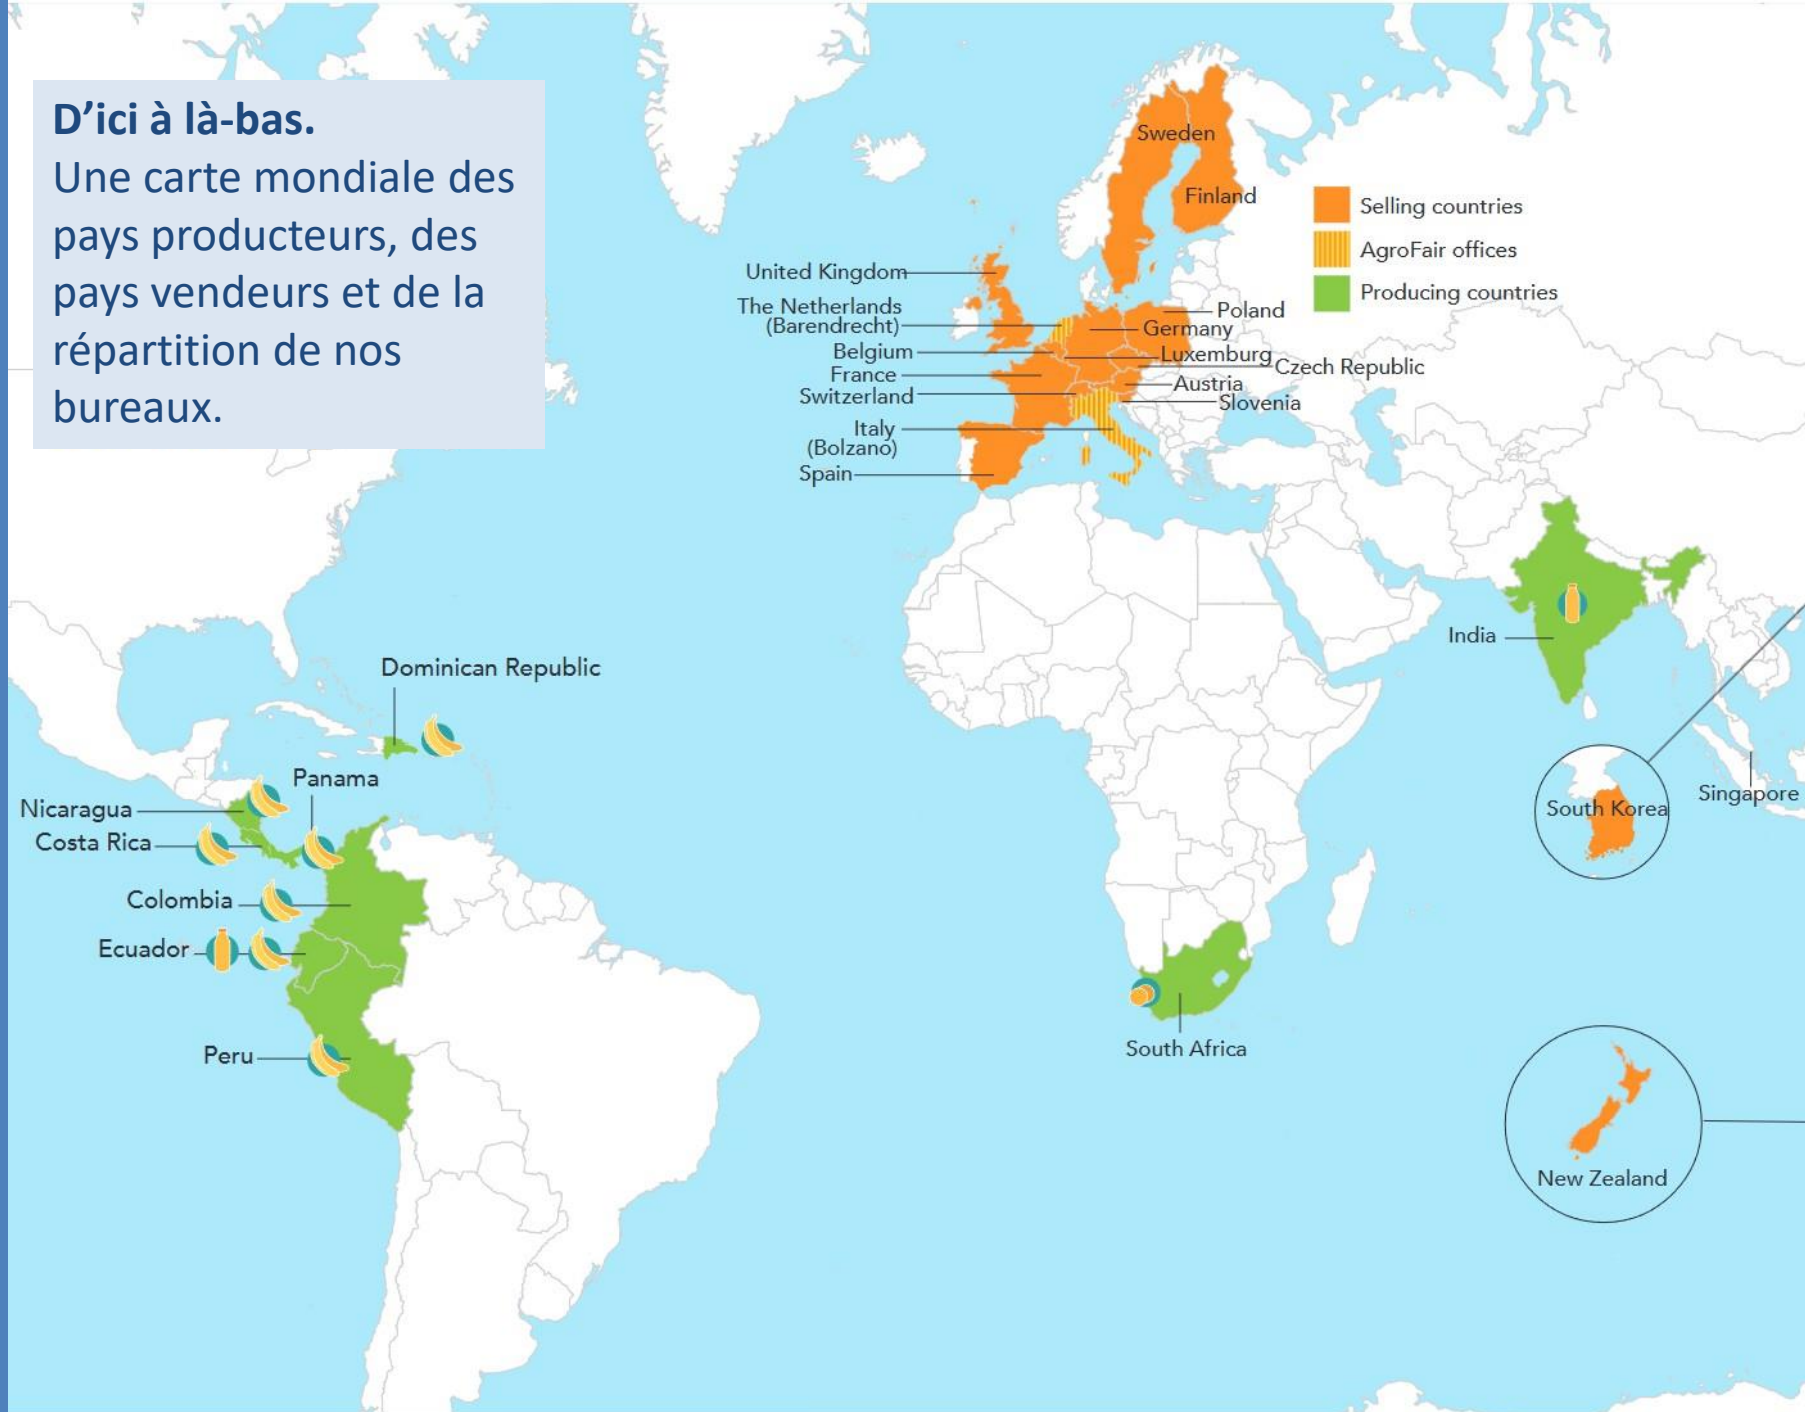 D’ici à là-bas.
Une carte mondiale des
pays producteurs, des
pays vendeurs et de la
répartition de nos
bureaux.
Sweden
Finland
Selling countries
AgroFair offices
Producing countries
United Kingdom
The Netherlands
(Barendrecht)
Belgium
France
Switzerland
Italy
(Bolzano)
Spain
Poland
Germany
Luxemburg
Czech Republic
Austria
Slovenia
India
Dominican Republic
Panama
Nicaragua
Costa Rica
Colombia
Ecuador
Peru
South Africa
South Korea
Singapore
New Zealand